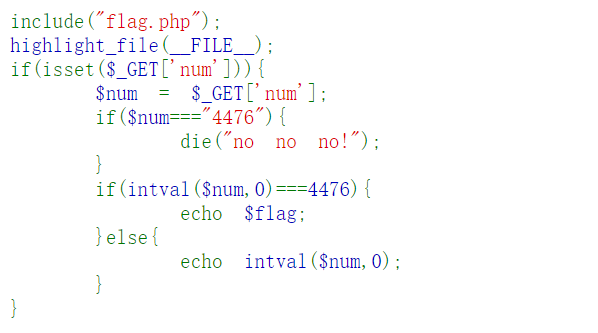 include("flag.php");
highlight_file(__FILE__);
if(isset($_GET['num'])){
        $num = $_GET['num'];
        if($num==="4476"){
                die("no no no!");
        }
        if(intval($num,0)===4476){
                echo $flag;
        }else{
                echo intval($num,0);
        }
}